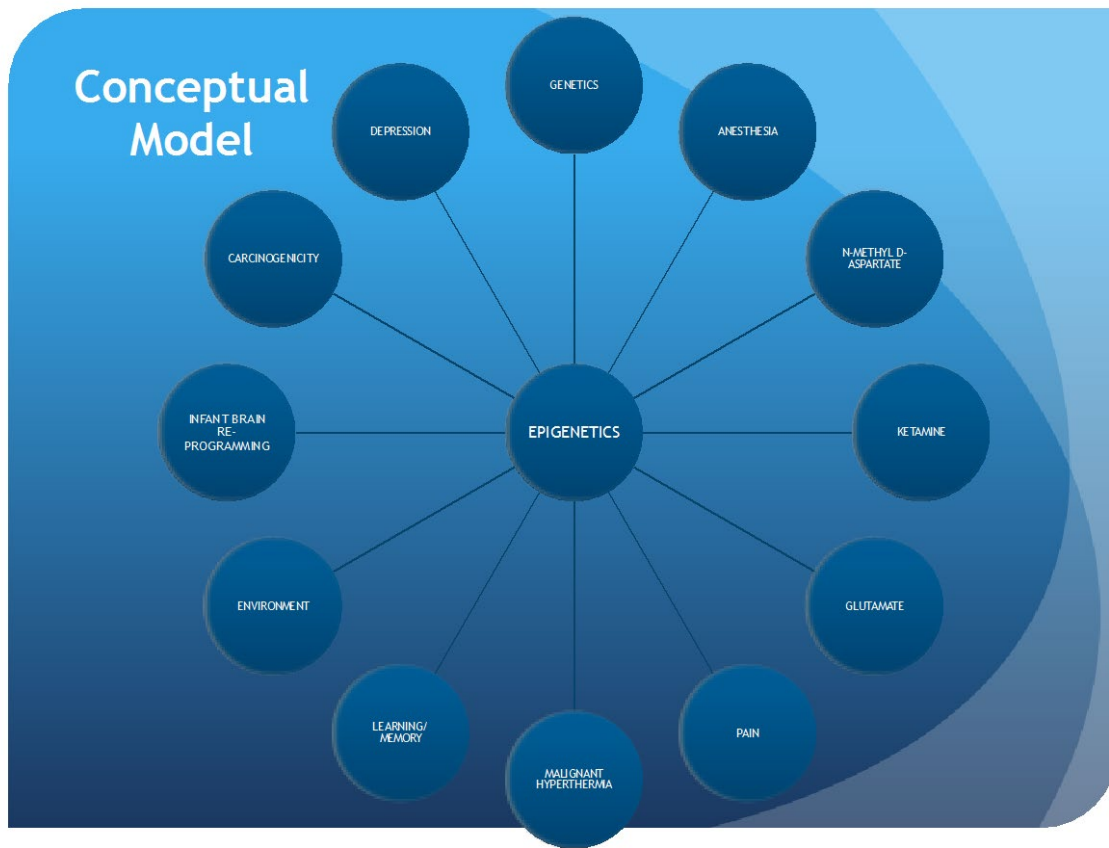 Conceptual
Model
GENETICS
ANESTHESIA
N-METHYL D-
ASPARTATE
KETAMINE
GLUTAMATE
PAIN
MALIGNANT
HYPERTHERMIA
LEARNING/
MEMORY
ENVIRONMENT
INFANT BRAIN
RE-
PROGRAMMING
CARCINOGENICITY
DEPRESSION
EPIGENETICS